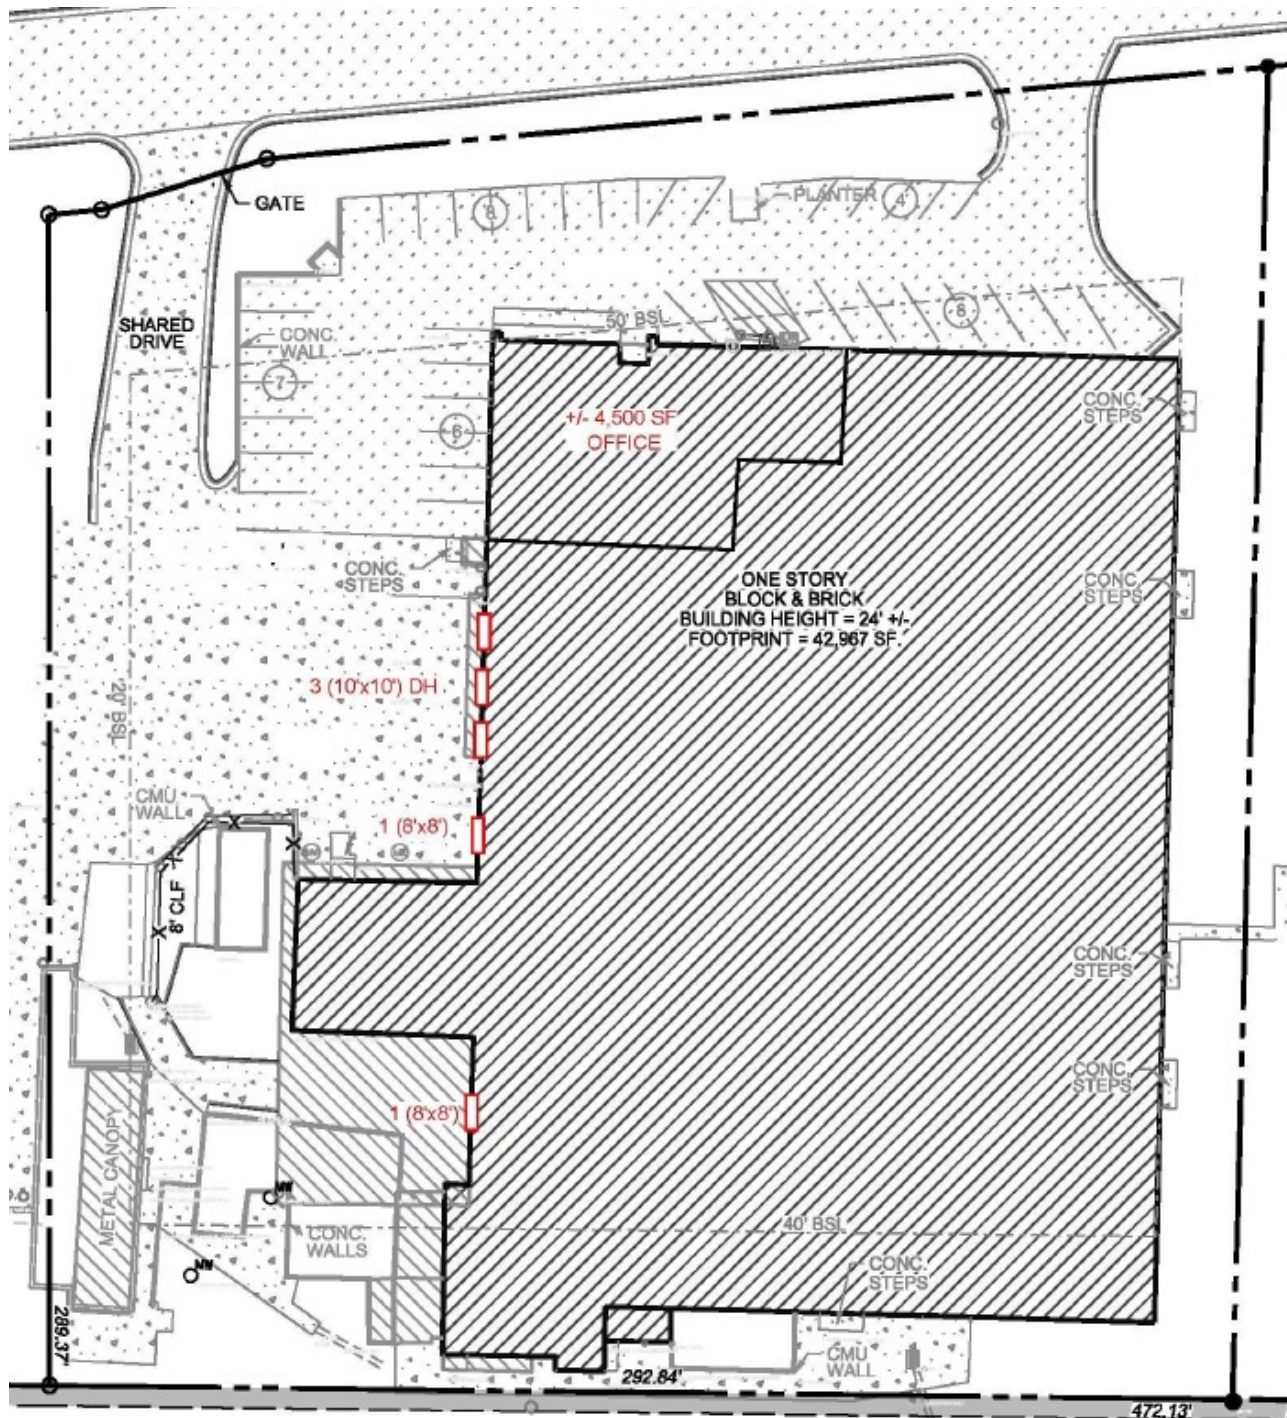 8
PLANTER
4
GATE
SHARED
DRIVE
CONC.
WALL
50' BSL
8
7
6
+/- 4,500 SF
OFFICE
CONC.
STEPS
CONC.
STEPS
ONE STORY
BLOCK & BRICK
BUILDING HEIGHT = 24' +/-
FOOTPRINT = 42,967 SF.
CONC.
STEPS
3 (10'x10') DH
20' BSL
CMU
WALL
1 (8'x8')
8' CLF
CONC.
STEPS
CONC.
STEPS
1 (8'x8')
METAL CANOPY
MW
CONC.
WALLS
40' BSL
MW
CONC.
STEPS
289.37'
CMU
WALL
292.84'
472.13'